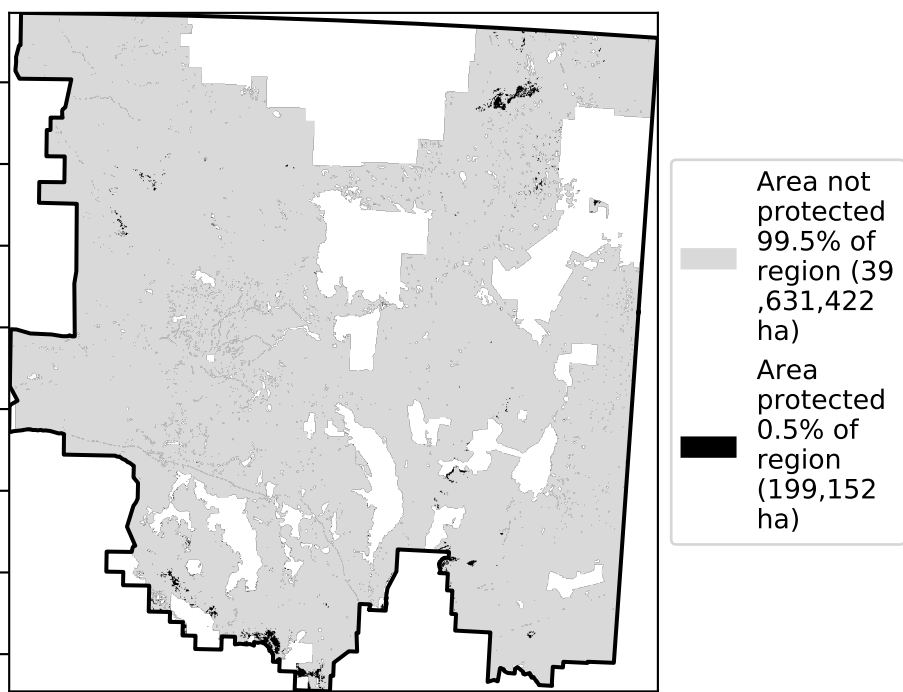 Area not
protected
99.5% of
region (39
,631,422
ha)
Area
protected
0.5% of
region
(199,152
ha)